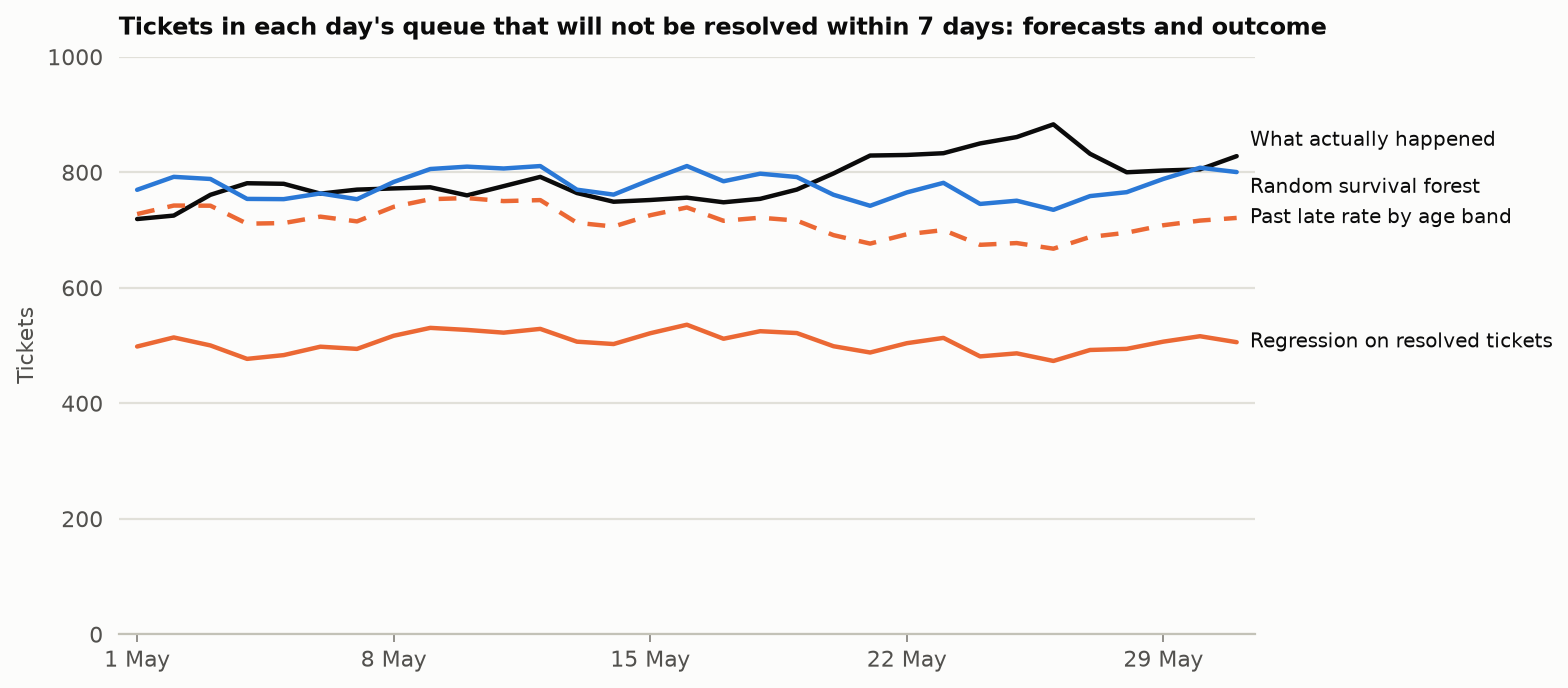 Tickets in each day's queue that will not be resolved within 7 days: forecasts and outcome
1000
800
600
400
200
0
Tickets
1 May
8 May
15 May
22 May
29 May
What actually happened
Random survival forest
Past late rate by age band
Regression on resolved tickets